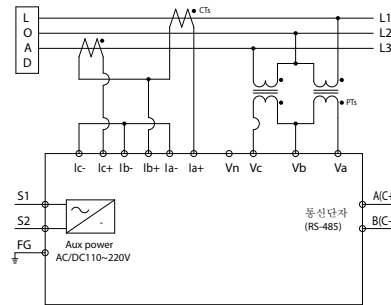 L
O
A
D
CTs
L1
L2
L3
PTs
Ic- Ic+ Ib- Ib+ Ia- Ia+ Vn Vc Vb Va
S1
S2
FG
~
-
Aux power
AC/DC110~220V
통신단자
(RS-485)
A(C+
B(C-